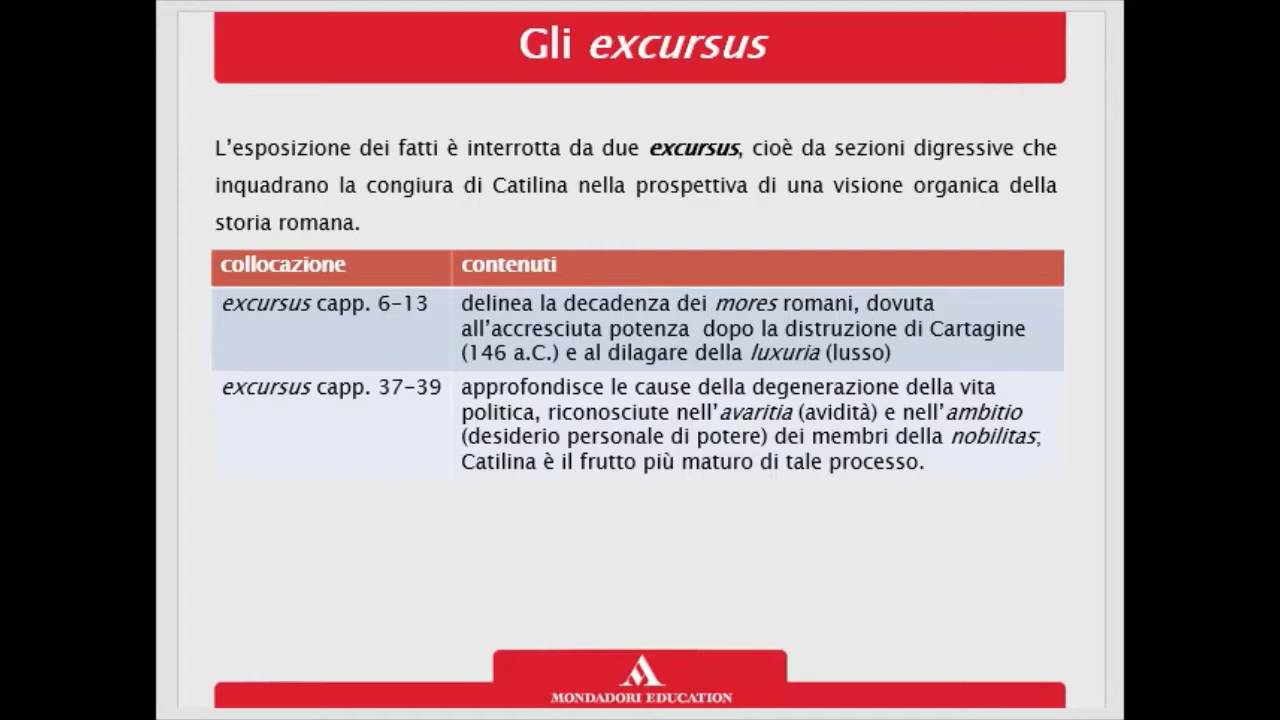 Gli excursus
L'esposizione dei fatti è interrotta da due excursus, cioè da sezioni digressive che
inquadrano la congiura di Catilina nella prospettiva di una visione organica della
storia romana.
collocazione contenuti
excursus capp. 6-13 delinea la decadenza dei mores romani, dovuta
all'accresciuta potenza dopo la distruzione di Cartagine
(146 a.C.) e al dilagare della luxuria (lusso)
excursus capp. 37-39 approfondisce le cause della degenerazione della vita
politica, riconosciute nell'avaritia (avidità) e nell'ambitio
(desiderio personale di potere) dei membri della nobilitas;
Catilina è il frutto più maturo di tale processo.
MONDADORI EDUCATION